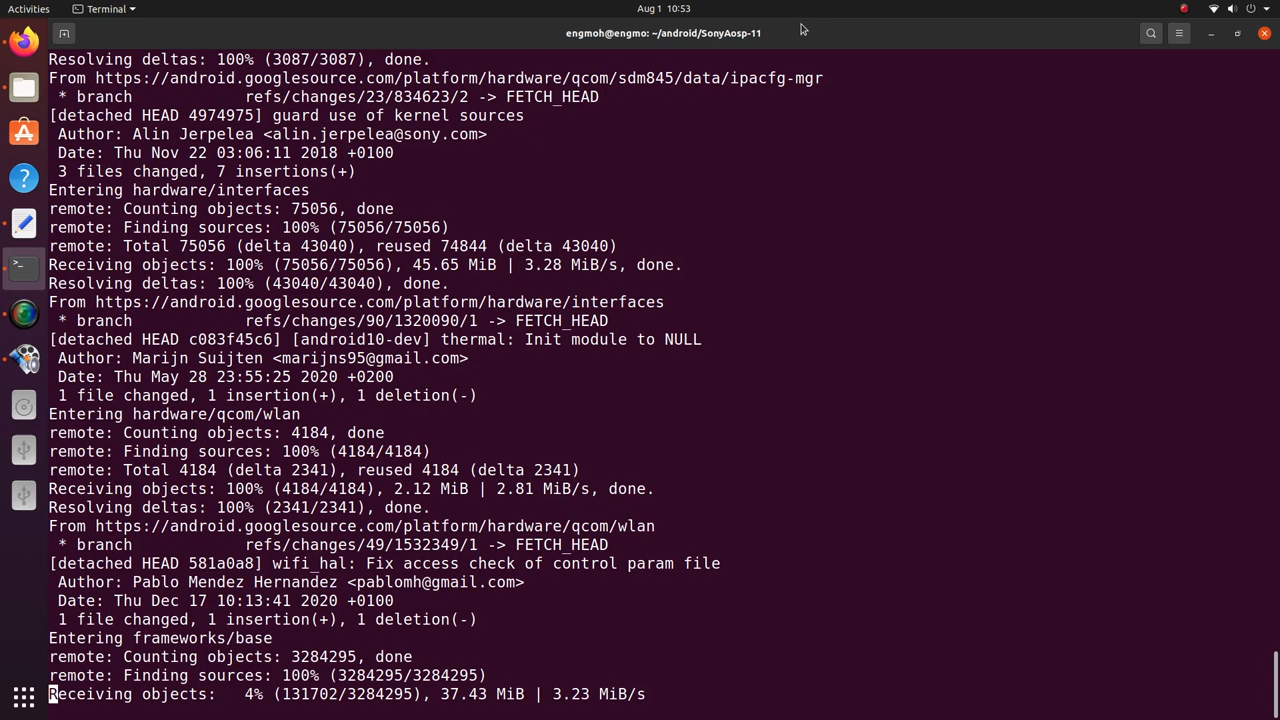 Activities
Terminal
Aug 1 10:53
engmoh@engmo: ~/android/SonyAosp-11
Resolving deltas: 100% (3087/3087), done.
From https://android.googlesource.com/platform/hardware/qcom/sdm845/data/ipacfg-mgr
* branch refs/changes/23/834623/2 -> FETCH_HEAD
[detached HEAD 4974975] guard use of kernel sources
Author: Alin Jerpelea <alin.jerpelea@sony.com>
Date: Thu Nov 22 03:06:11 2018 +0100
3 files changed, 7 insertions(+)
Entering hardware/interfaces
remote: Counting objects: 75056, done
remote: Finding sources: 100% (75056/75056)
remote: Total 75056 (delta 43040), reused 74844 (delta 43040)
Receiving objects: 100% (75056/75056), 45.65 MiB | 3.28 MiB/s, done.
Resolving deltas: 100% (43040/43040), done.
From https://android.googlesource.com/platform/hardware/interfaces
* branch refs/changes/90/1320090/1 -> FETCH_HEAD
[detached HEAD c083f45c6] [android10-dev] thermal: Init module to NULL
Author: Marijn Suijten <marijns95@gmail.com>
Date: Thu May 28 23:55:25 2020 +0200
1 file changed, 1 insertion(+), 1 deletion(-)
Entering hardware/qcom/wlan
remote: Counting objects: 4184, done
remote: Finding sources: 100% (4184/4184)
remote: Total 4184 (delta 2341), reused 4184 (delta 2341)
Receiving objects: 100% (4184/4184), 2.12 MiB | 2.81 MiB/s, done.
Resolving deltas: 100% (2341/2341), done.
From https://android.googlesource.com/platform/hardware/qcom/wlan
* branch refs/changes/49/1532349/1 -> FETCH_HEAD
[detached HEAD 581a0a8] wifi_hal: Fix access check of control param file
Author: Pablo Mendez Hernandez <pablomh@gmail.com>
Date: Thu Dec 17 10:13:41 2020 +0100
1 file changed, 1 insertion(+), 1 deletion(-)
Entering frameworks/base
remote: Counting objects: 3284295, done
remote: Finding sources: 100% (3284295/3284295)
Receiving objects: 4% (131702/3284295), 37.43 MiB | 3.23 MiB/s